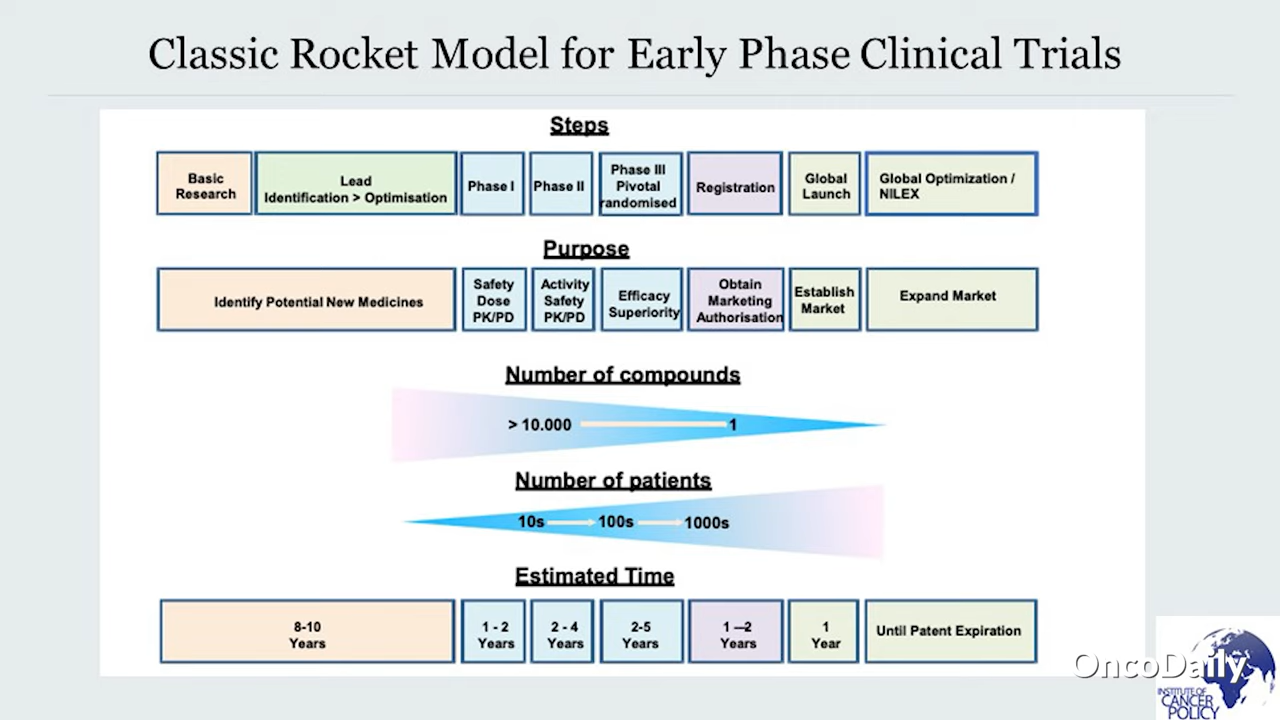 Classic Rocket Model for Early Phase Clinical Trials
Steps
Basic
Research
Lead
Identification > Optimisation
Phase I
Phase II
Phase III
Pivotal
randomised
Registration
Global
Launch
Global Optimization /
NILEX
Purpose
Identify Potential New Medicines
Safety
Dose
PK/PD
Activity
Safety
PK/PD
Efficacy
Superiority
Obtain
Marketing
Authorisation
Establish
Market
Expand Market
Number of compounds
> 10.000
1
Number of patients
10s
100s
1000s
Estimated Time
8-10
Years
1 - 2
Years
2 - 4
Years
2-5
Years
1 —2
Years
1
Year
Until Patent Expiration
OncoDaily
INSTITUTE OF
CANCER
POLICY